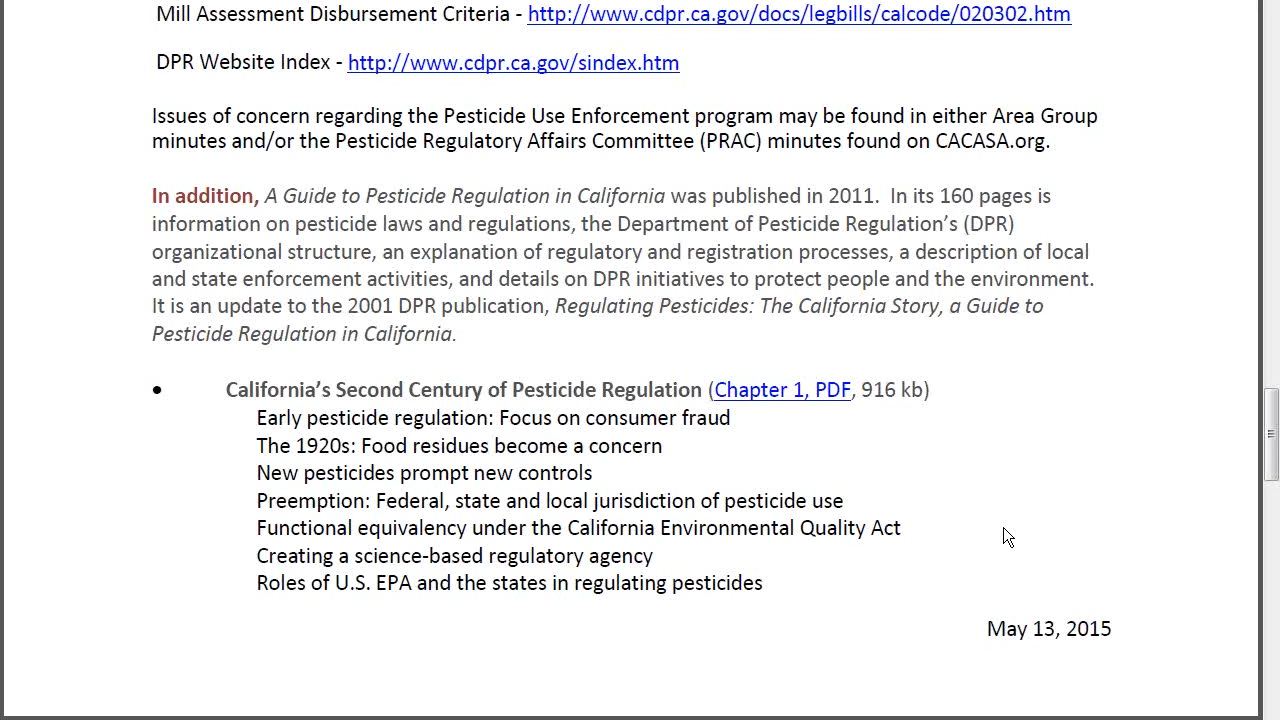 Mill Assessment Disbursement Criteria - http://www.cdpr.ca.gov/docs/legbills/calcode/020302.htm
DPR Website Index - http://www.cdpr.ca.gov/sindex.htm
Issues of concern regarding the Pesticide Use Enforcement program may be found in either Area Group
minutes and/or the Pesticide Regulatory Affairs Committee (PRAC) minutes found on CACASA.org.
In addition, A Guide to Pesticide Regulation in California was published in 2011.  In its 160 pages is
information on pesticide laws and regulations, the Department of Pesticide Regulation’s (DPR)
organizational structure, an explanation of regulatory and registration processes, a description of local
and state enforcement activities, and details on DPR initiatives to protect people and the environment.
It is an update to the 2001 DPR publication, Regulating Pesticides: The California Story, a Guide to
Pesticide Regulation in California.
• California’s Second Century of Pesticide Regulation (Chapter 1, PDF, 916 kb)
Early pesticide regulation: Focus on consumer fraud
The 1920s: Food residues become a concern
New pesticides prompt new controls
Preemption: Federal, state and local jurisdiction of pesticide use
Functional equivalency under the California Environmental Quality Act
Creating a science-based regulatory agency
Roles of U.S. EPA and the states in regulating pesticides
May 13, 2015